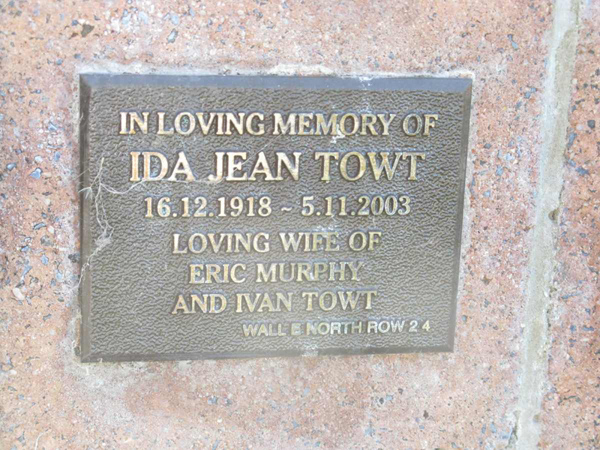 IN LOVING MEMORY OF
IDA JEAN TOWT
16.12.1918 ~ 5.11.2003
LOVING WIFE OF
ERIC MURPHY
AND IVAN TOWT
WALL E NORTH ROW 2 4